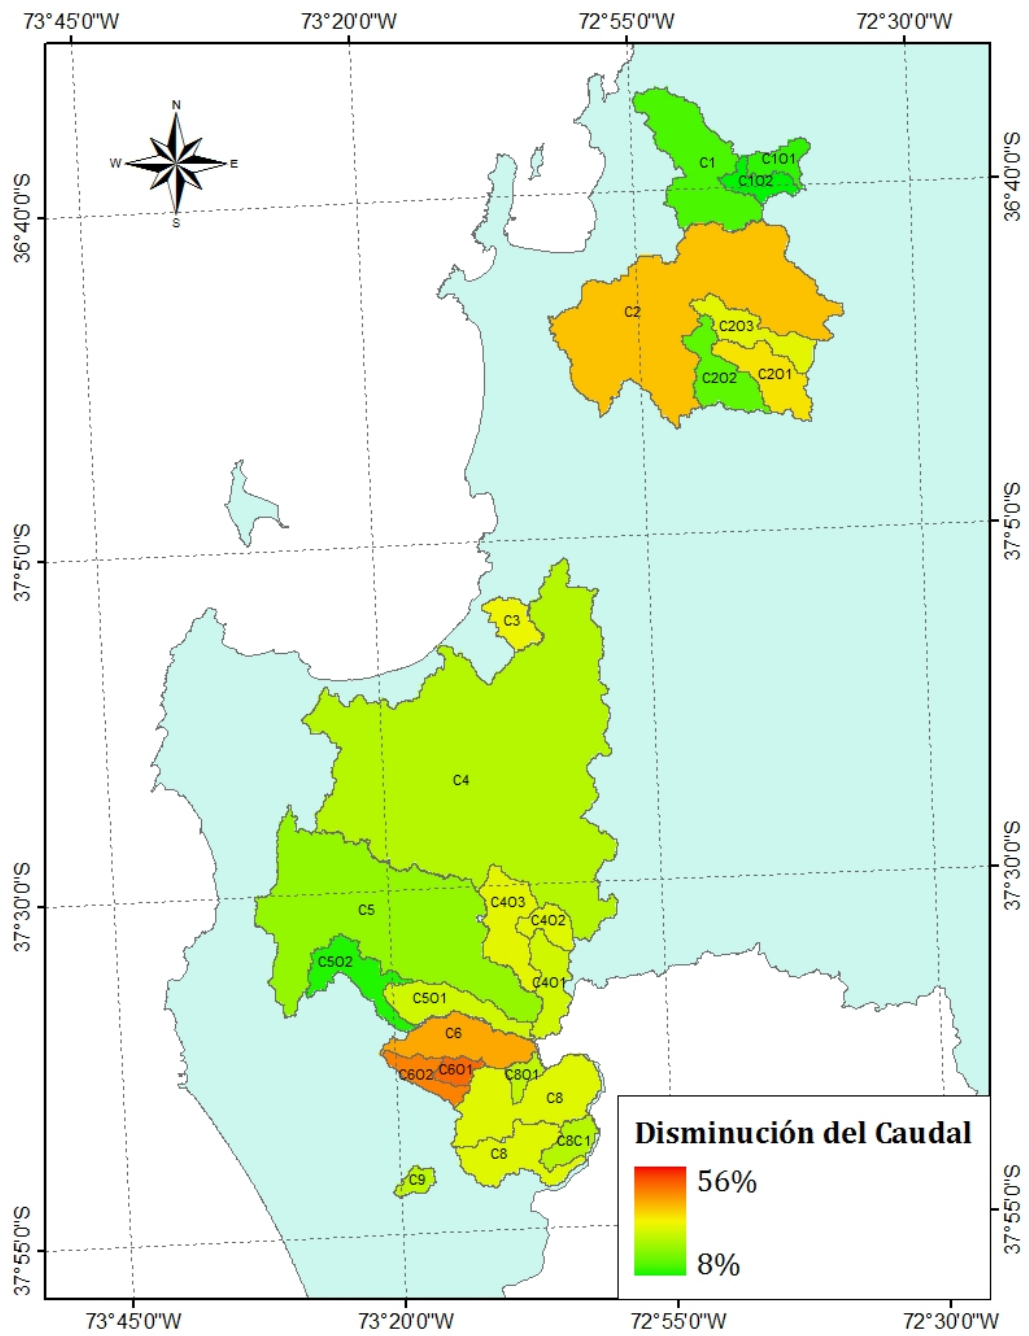 73°45'0"W 73°20'0"W 72°55'0"W 72°30'0"W
N
W E
S
36°40'0"S 36°40'0"S
C1
C1O1
C1O2
C2
C2O3
C2O1
C2O2
37°5'0"S 37°5'0"S
C3
C4
37°30'0"S 37°30'0"S
C4O3
C5
C4O2
C5O2
C4O1
C5O1
C6
C6O2 C6O1 C8O1
C8
C8C1
C8
C9
Disminución del Caudal
56%
8%
37°55'0"S 37°55'0"S
73°45'0"W 73°20'0"W 72°55'0"W 72°30'0"W